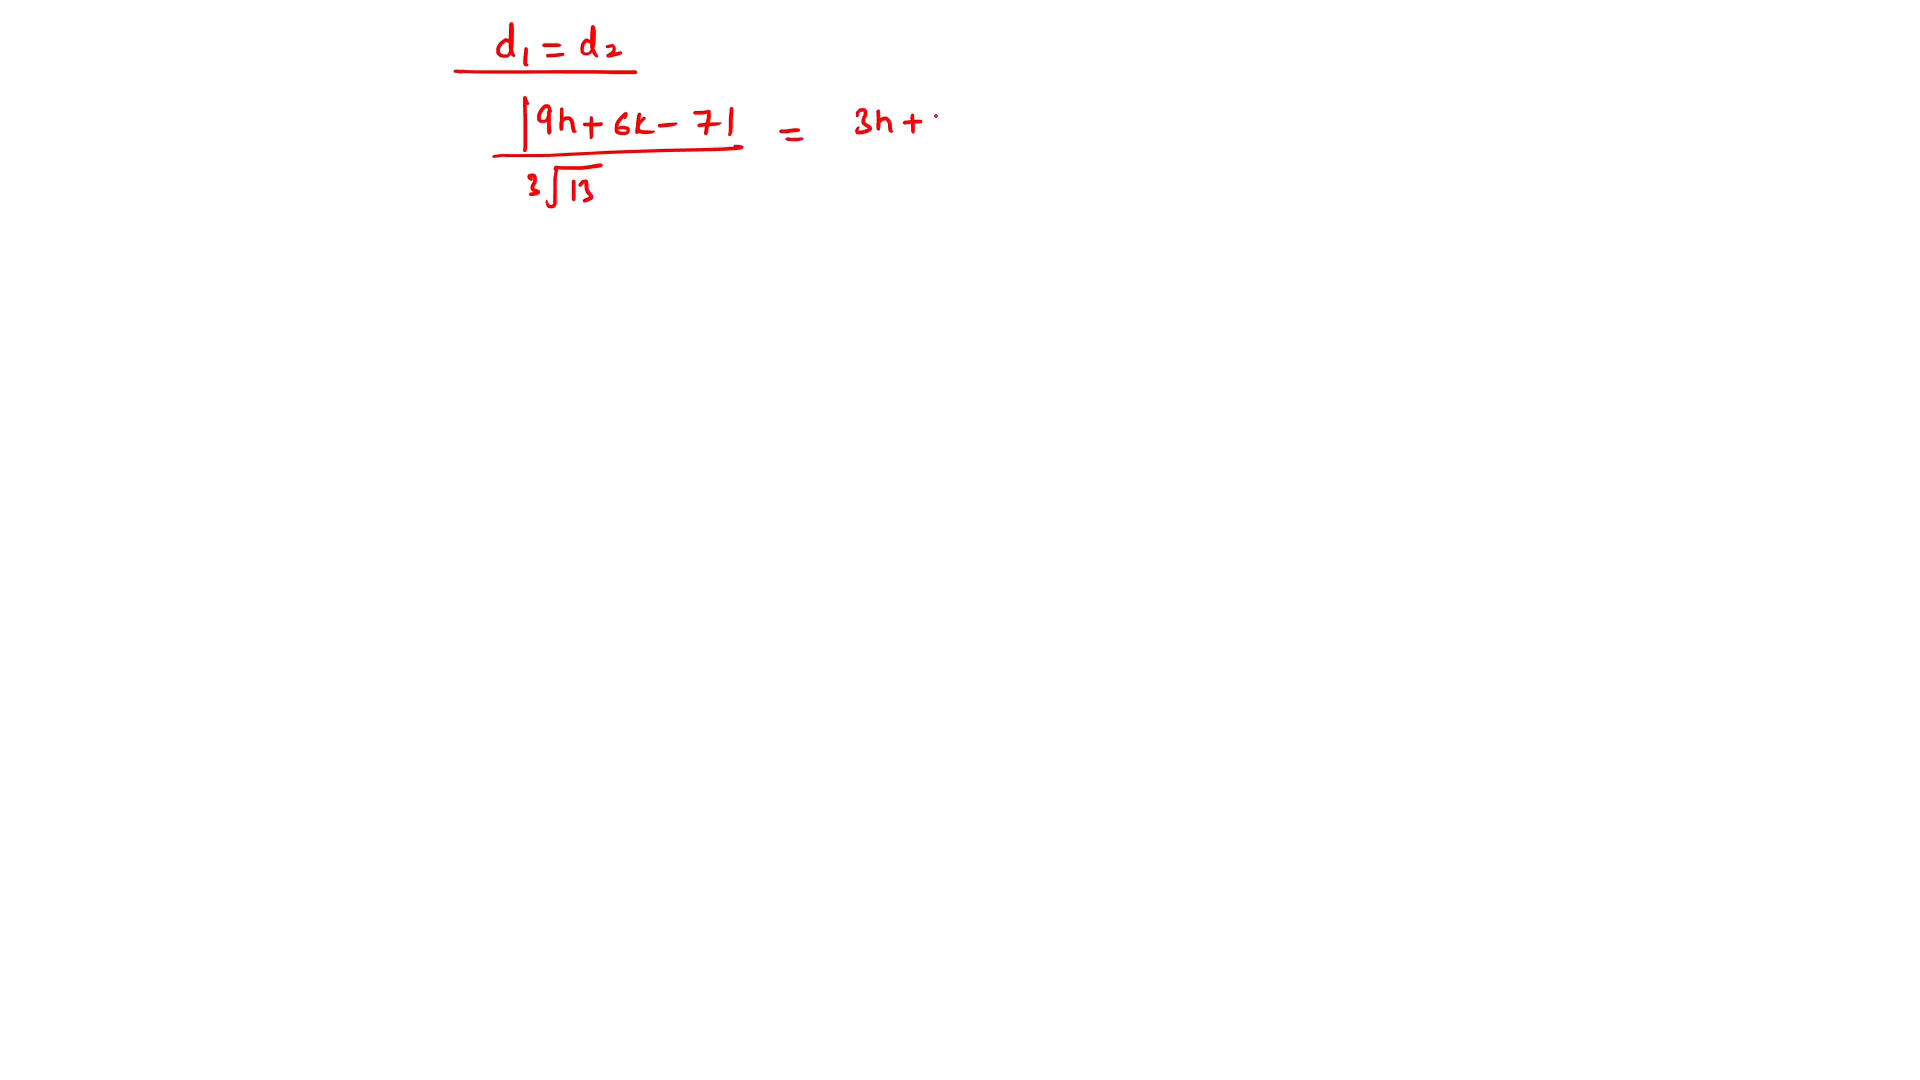 d₁ = d₂
|9h + 6k - 7| = 3h +
3√13